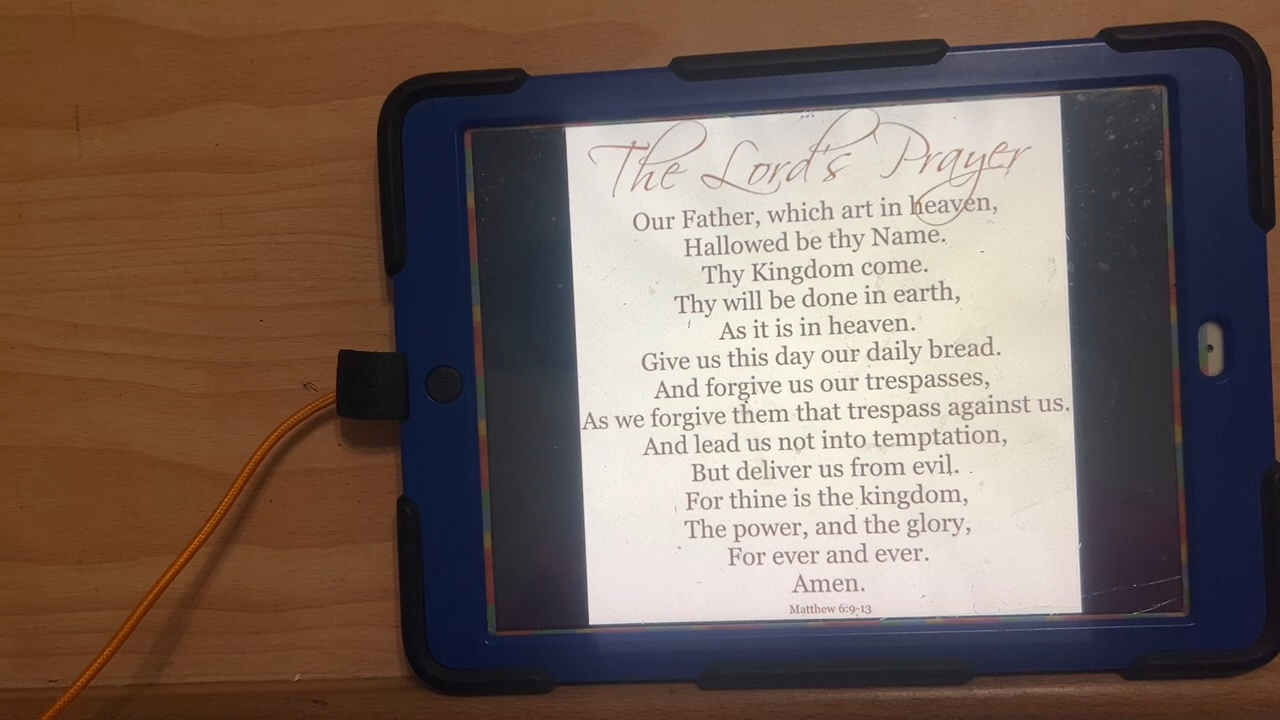 The Lord's Prayer
Our Father, which art in heaven,
Hallowed be thy Name.
Thy Kingdom come.
Thy will be done in earth,
As it is in heaven.
Give us this day our daily bread.
And forgive us our trespasses,
As we forgive them that trespass against us.
And lead us not into temptation,
But deliver us from evil.
For thine is the kingdom,
The power, and the glory,
For ever and ever.
Amen.
Matthew 6:9-13